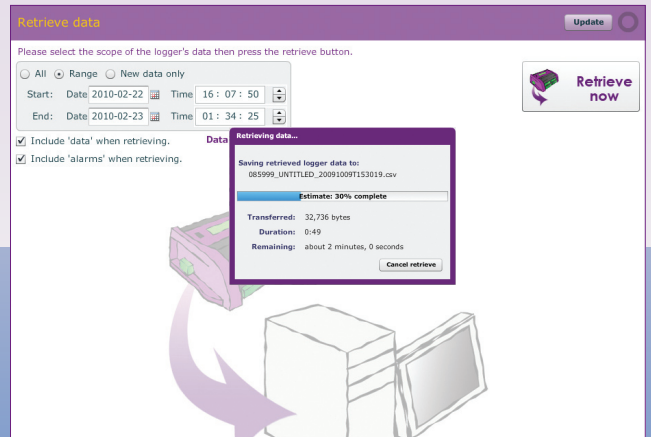 Retrieve data
Update
Please select the scope of the logger's data then press the retrieve button.
All Range New data only
Start: Date 2010-02-22 Time 16 : 07 : 50
End: Date 2010-02-23 Time 01 : 34 : 25
Retrieve
now
Include 'data' when retrieving.
Data
Include 'alarms' when retrieving.
Retrieving data...
Saving retrieved logger data to:
085999_UNTITLED_20091009T153019.csv
Estimate: 30% complete
Transferred: 32,736 bytes
Duration: 0:49
Remaining: about 2 minutes, 0 seconds
Cancel retrieve